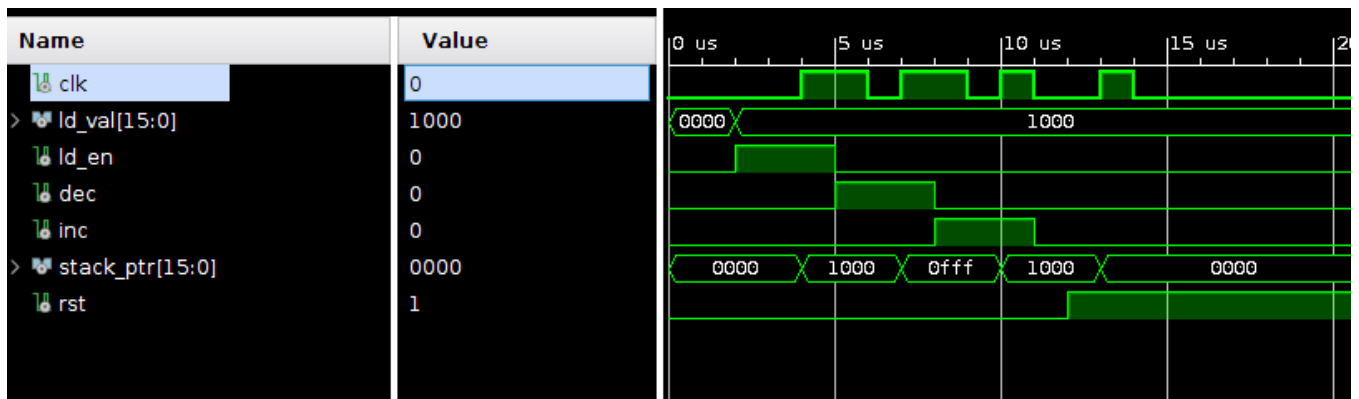 Name Value 0 us 5 us 10 us 15 us
clk 0
ld_val[15:0] 1000 0000 1000
ld_en 0
dec 0
inc 0
stack_ptr[15:0] 0000 0000 1000 0fff 1000 0000
rst 1